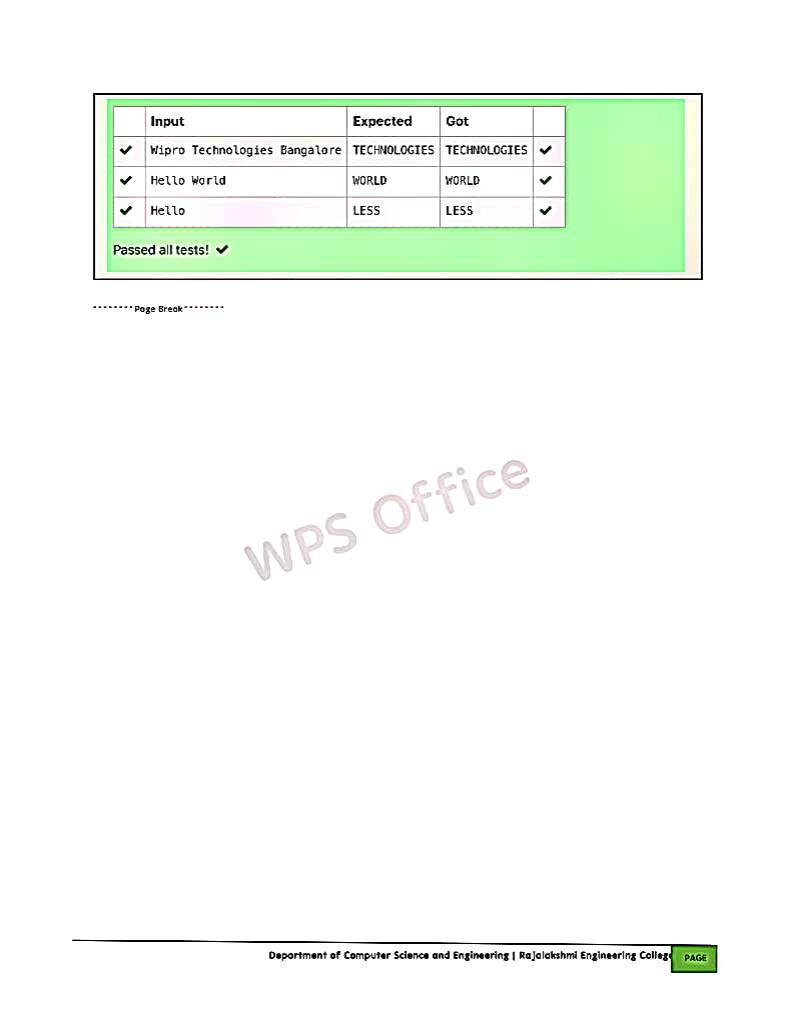 Input Expected Got
✔ Wipro Technologies Bangalore TECHNOLOGIES TECHNOLOGIES ✔
✔ Hello World WORLD WORLD ✔
✔ Hello LESS LESS ✔
Passed all tests! ✔
--------Page Break--------
WPS Office
Department of Computer Science and Engineering | Rajalakshmi Engineering College PAGE